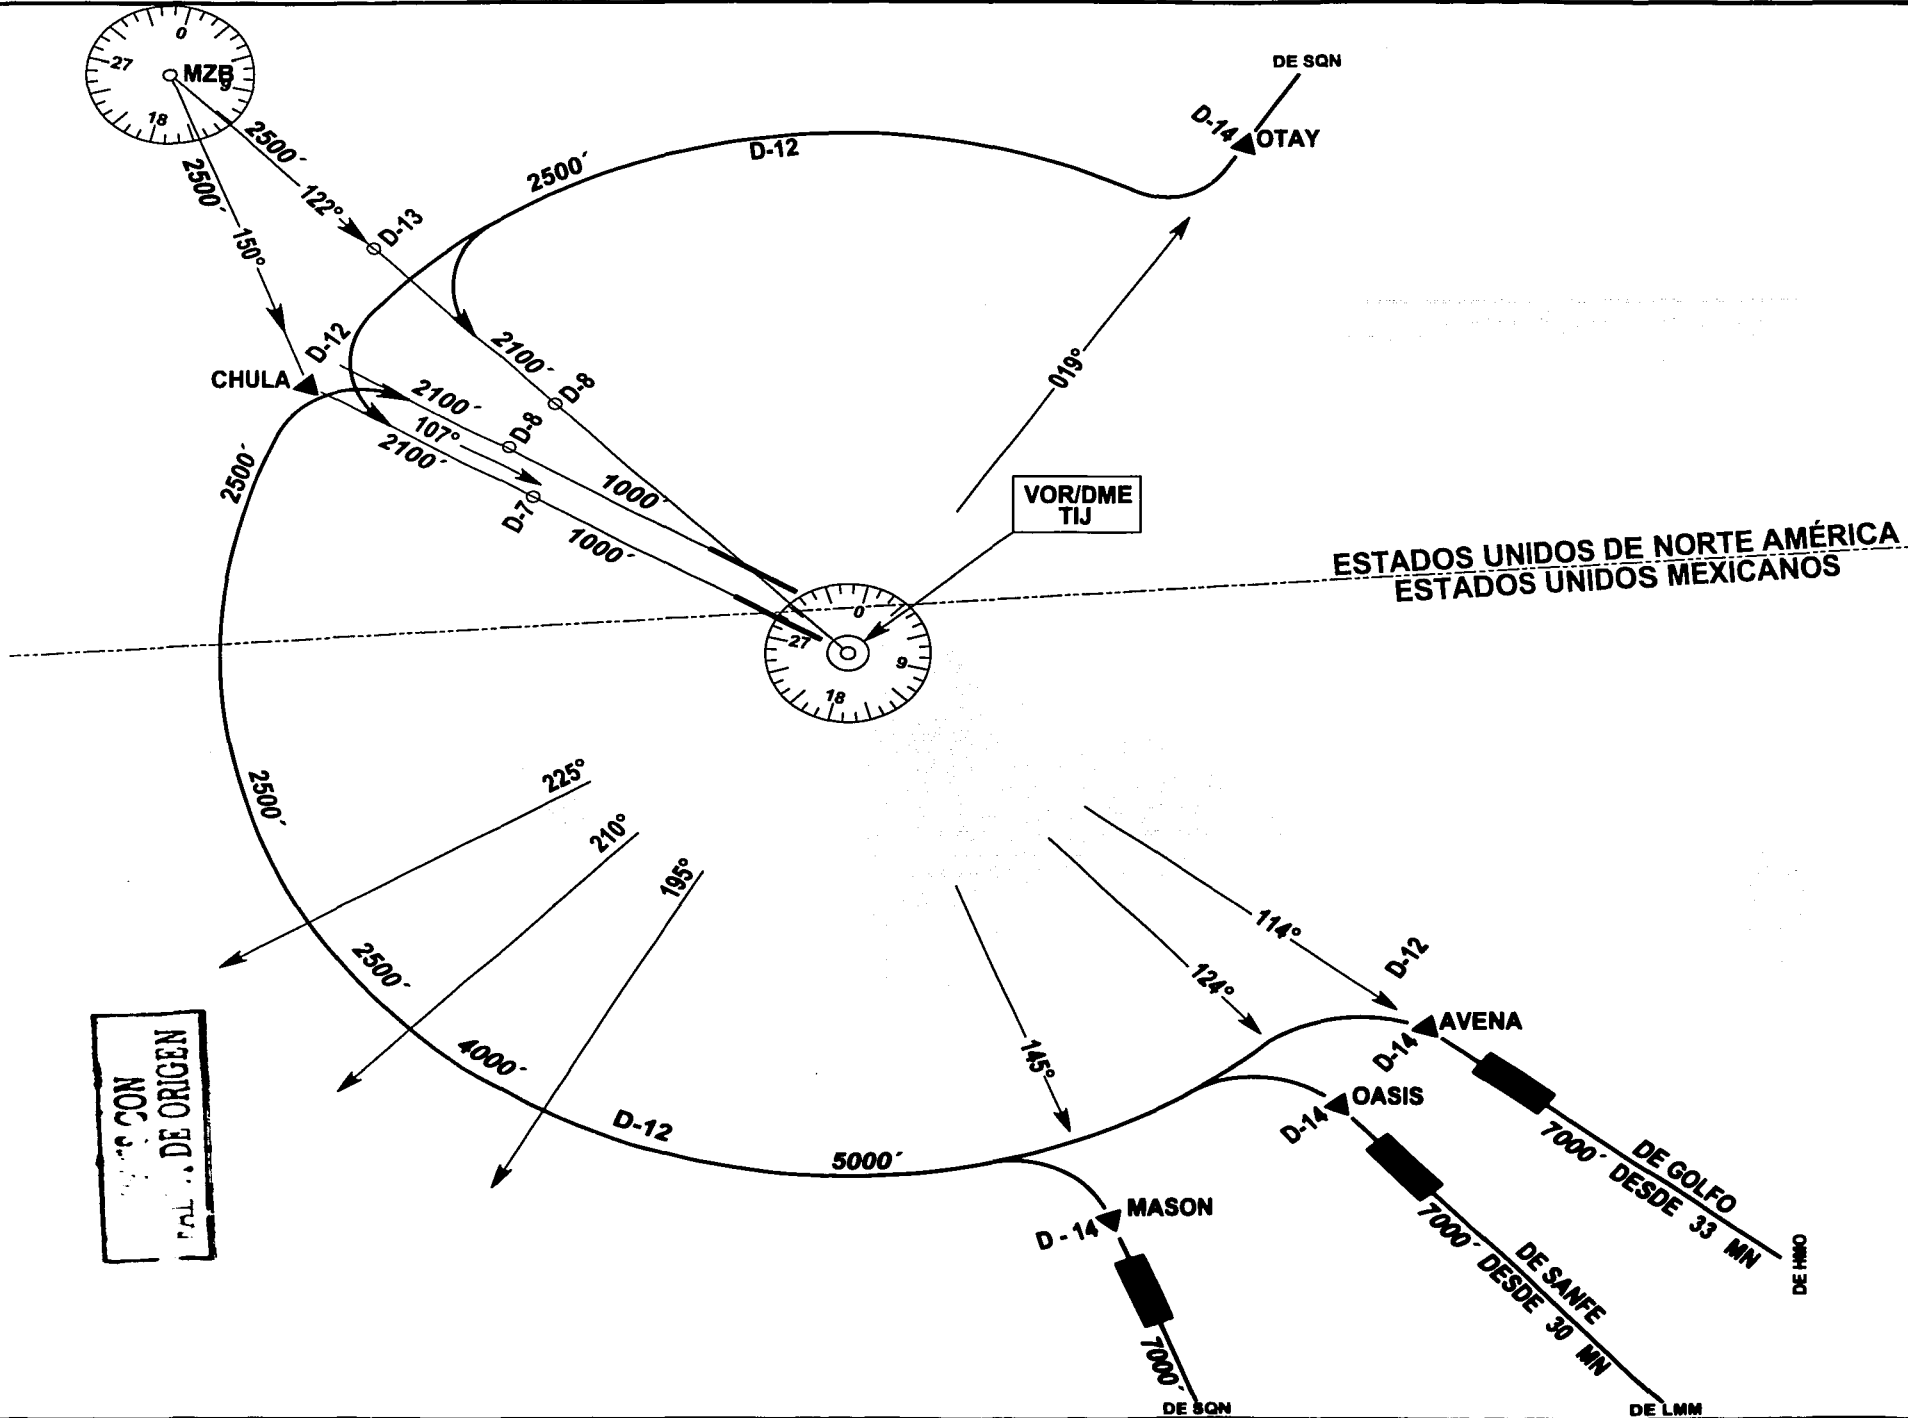 0
27
MZB
9
18
2500´
122°
D-13
2500´
150°
2500´
D-12
DE SQN
D-14
OTAY
D-12
CHULA
2100´
D-8
2100´
D-8
107°
2100´
D-7
1000´
1000´
2500´
019°
VOR/DME
TIJ
ESTADOS UNIDOS DE NORTE AMÉRICA
ESTADOS UNIDOS MEXICANOS
0
27
9
18
2500´
225°
210°
195°
2500´
4000´
D-12
5000´
145°
124°
114°
D-12
AVENA
D-14
OASIS
D-14
MASON
D - 14
7000´
DE SQN
DE SANFE
7000´ DESDE 30 MN
DE LMM
DE GOLFO
7000´ DESDE 33 MN
DE HMO
CON
DE ORIGEN